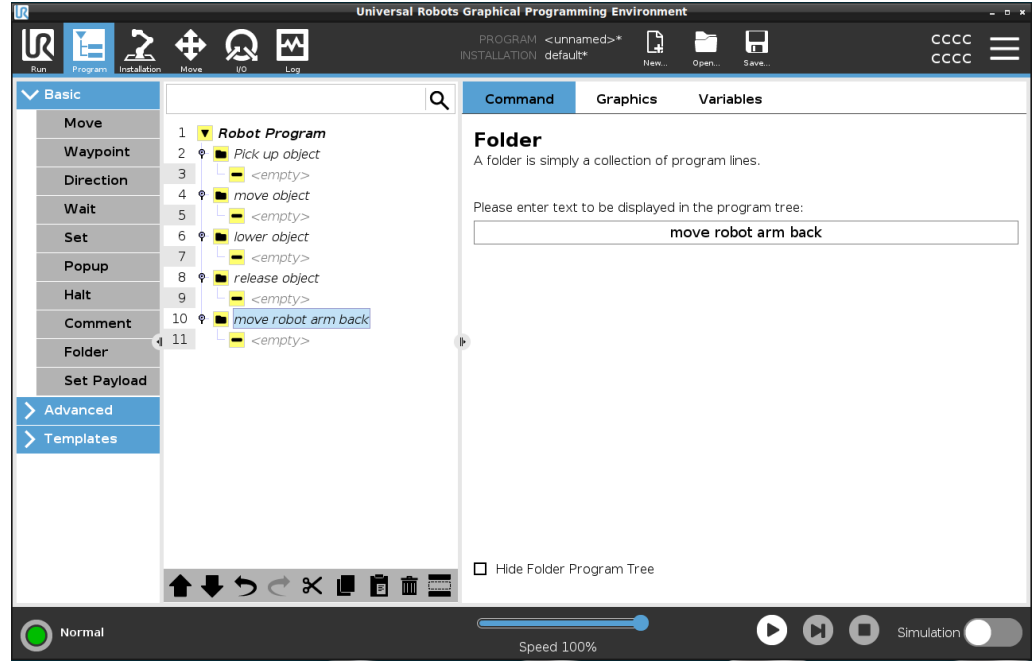 Universal Robots Graphical Programming Environment
UR
Run
Program
Installation
Move
I/O
Log
PROGRAM <unnamed>*
INSTALLATION default*
New...
Open...
Save...
CCCC
CCCC
Basic
Move
Waypoint
Direction
Wait
Set
Popup
Halt
Comment
Folder
Set Payload
Advanced
Templates
1 Robot Program
2 Pick up object
3 <empty>
4 move object
5 <empty>
6 lower object
7 <empty>
8 release object
9 <empty>
10 move robot arm back
11 <empty>
Command Graphics Variables
Folder
A folder is simply a collection of program lines.
Please enter text to be displayed in the program tree:
move robot arm back
Hide Folder Program Tree
Normal
Speed 100%
Simulation